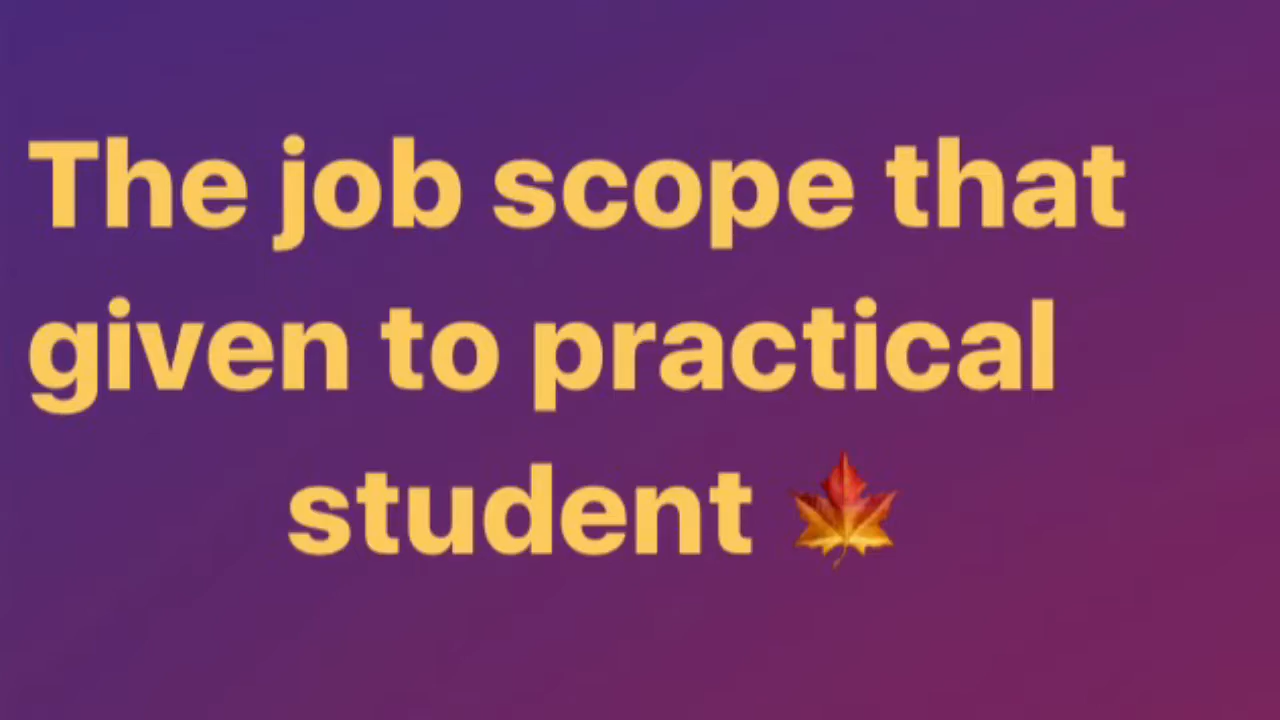 The job scope that
given to practical
student 🍁